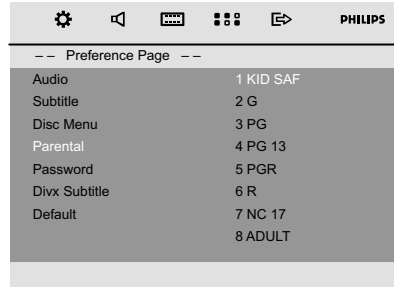 PHILIPS
-- Preference Page --
Audio 1 KID SAF
Subtitle 2 G
Disc Menu 3 PG
Parental 4 PG 13
Password 5 PGR
Divx Subtitle 6 R
Default 7 NC 17
8 ADULT